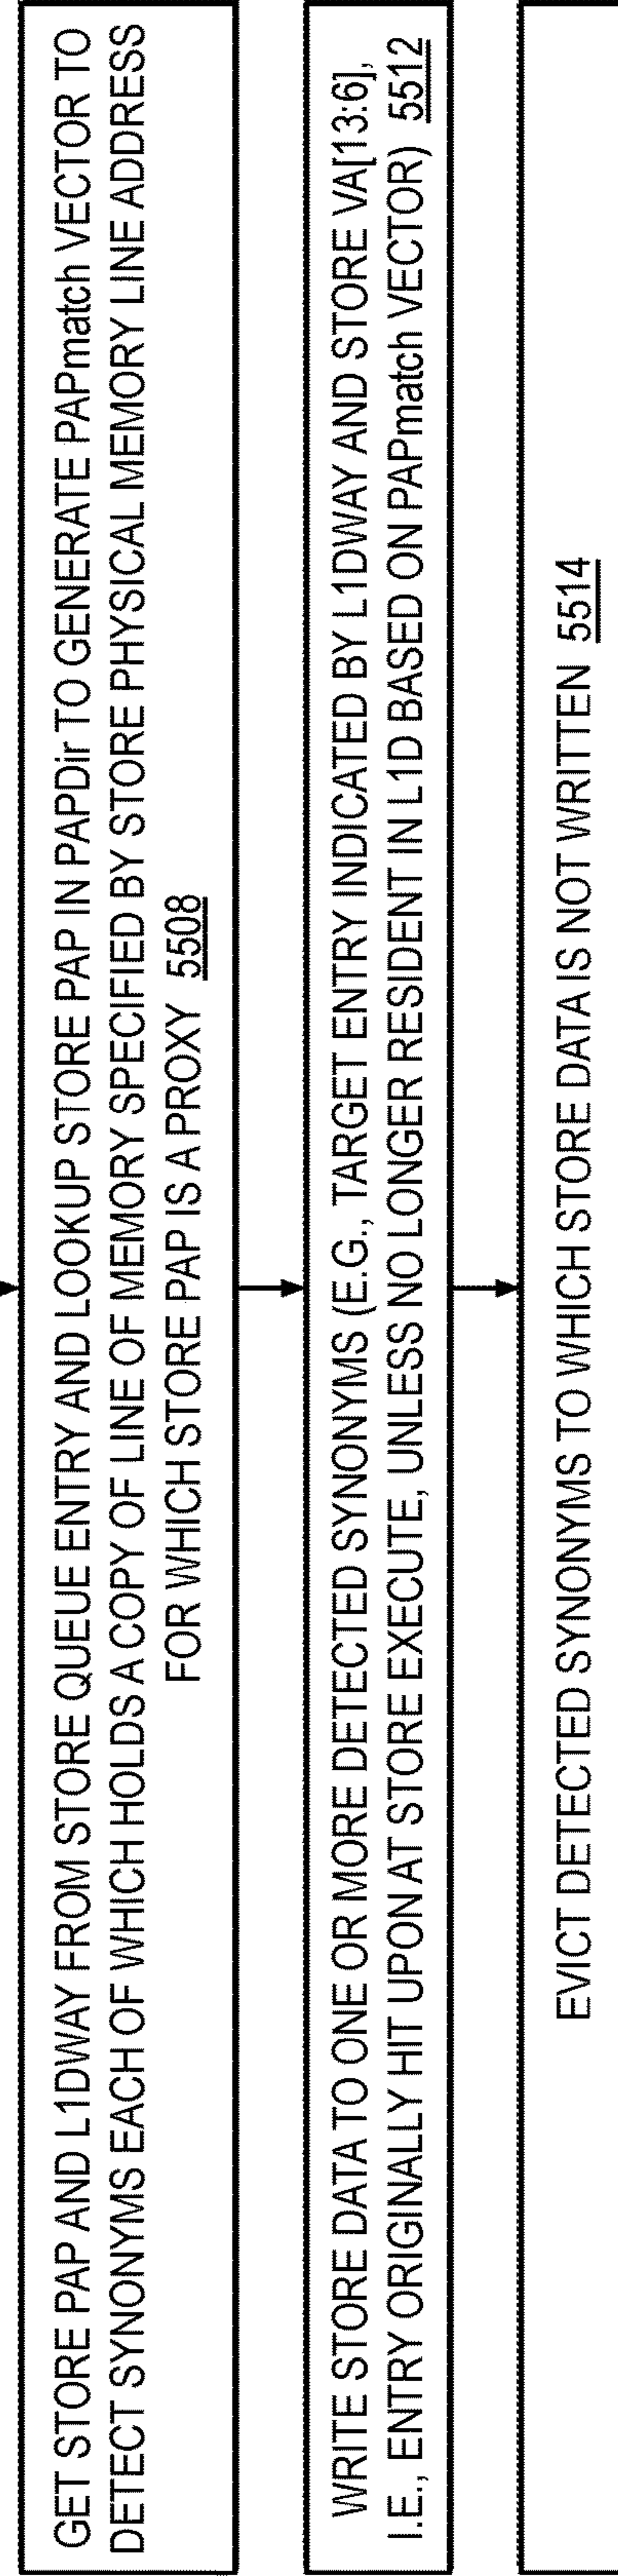 GET STORE PAP AND L1DWAY FROM STORE QUEUE ENTRY AND LOOKUP STORE PAP IN PAPDir TO GENERATE PAPmatch VECTOR TO
DETECT SYNONYMS EACH OF WHICH HOLDS A COPY OF LINE OF MEMORY SPECIFIED BY STORE PHYSICAL MEMORY LINE ADDRESS
FOR WHICH STORE PAP IS A PROXY 5508
WRITE STORE DATA TO ONE OR MORE DETECTED SYNONYMS (E.G., TARGET ENTRY INDICATED BY L1DWAY AND STORE VA[13:6],
I.E., ENTRY ORIGINALLY HIT UPON AT STORE EXECUTE, UNLESS NO LONGER RESIDENT IN L1D BASED ON PAPmatch VECTOR) 5512
EVICT DETECTED SYNONYMS TO WHICH STORE DATA IS NOT WRITTEN 5514